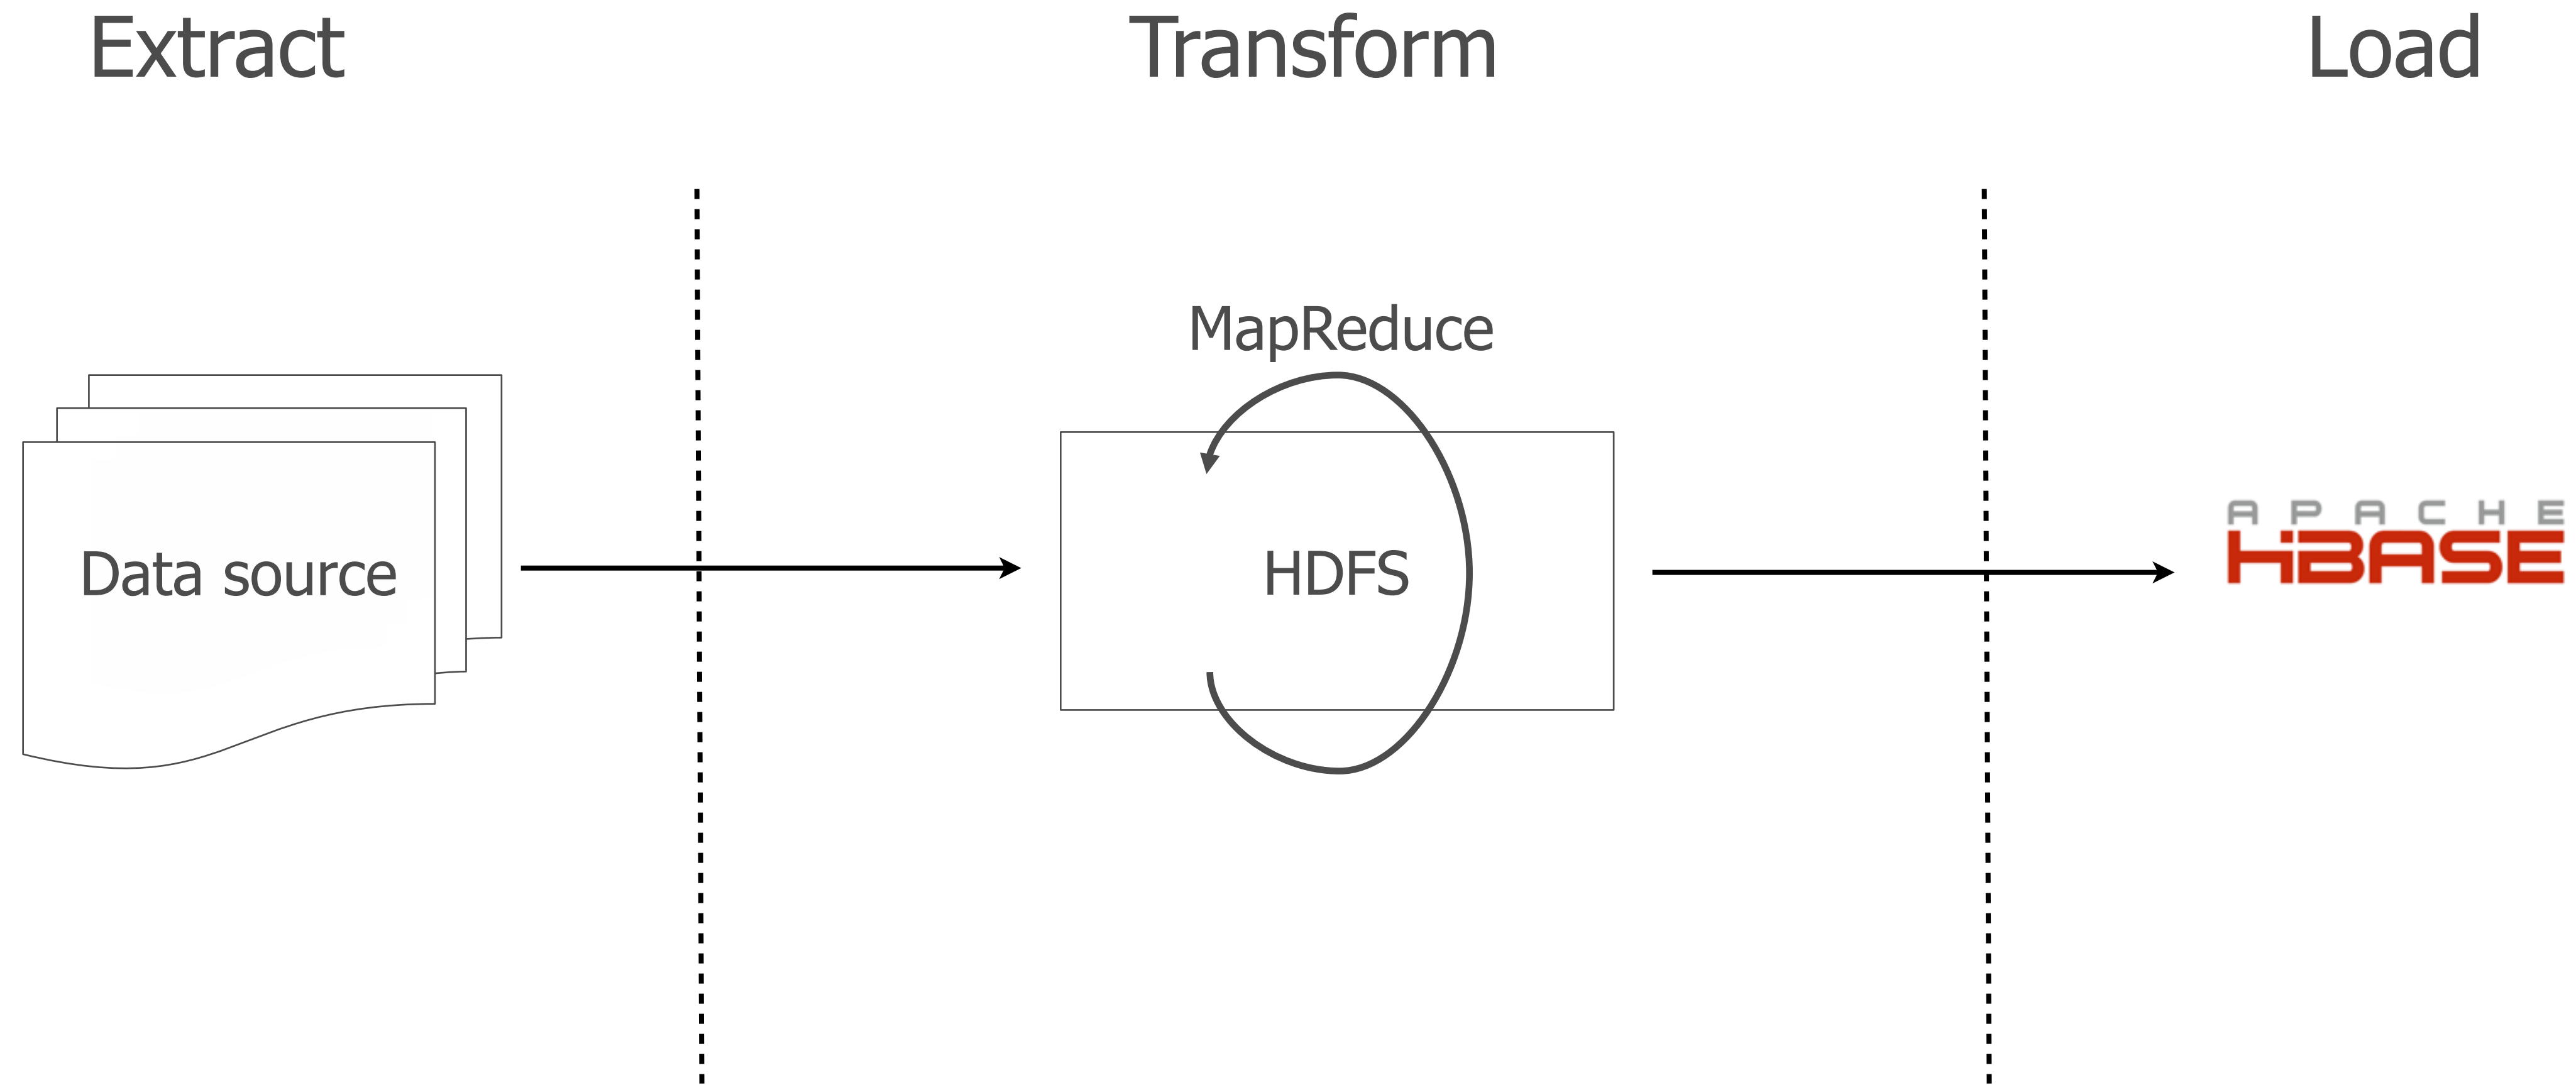 Extract
Transform
Load
MapReduce
Data source
HDFS
APACHE
HBASE